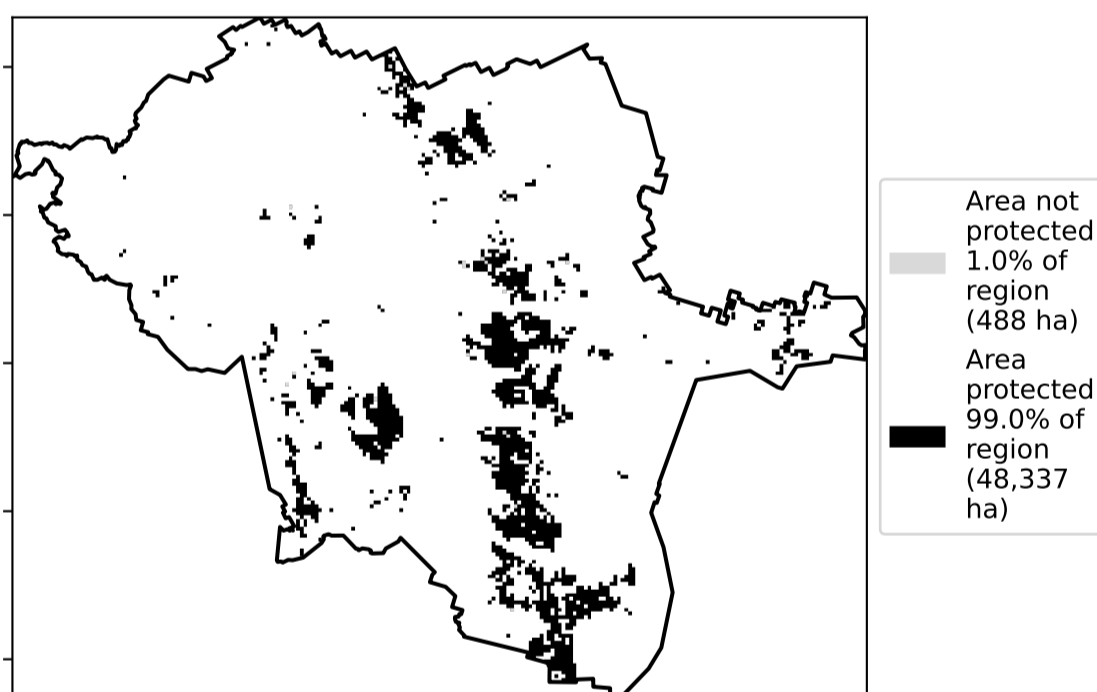 Area not
protected
1.0% of
region
(488 ha)
Area
protected
99.0% of
region
(48,337
ha)